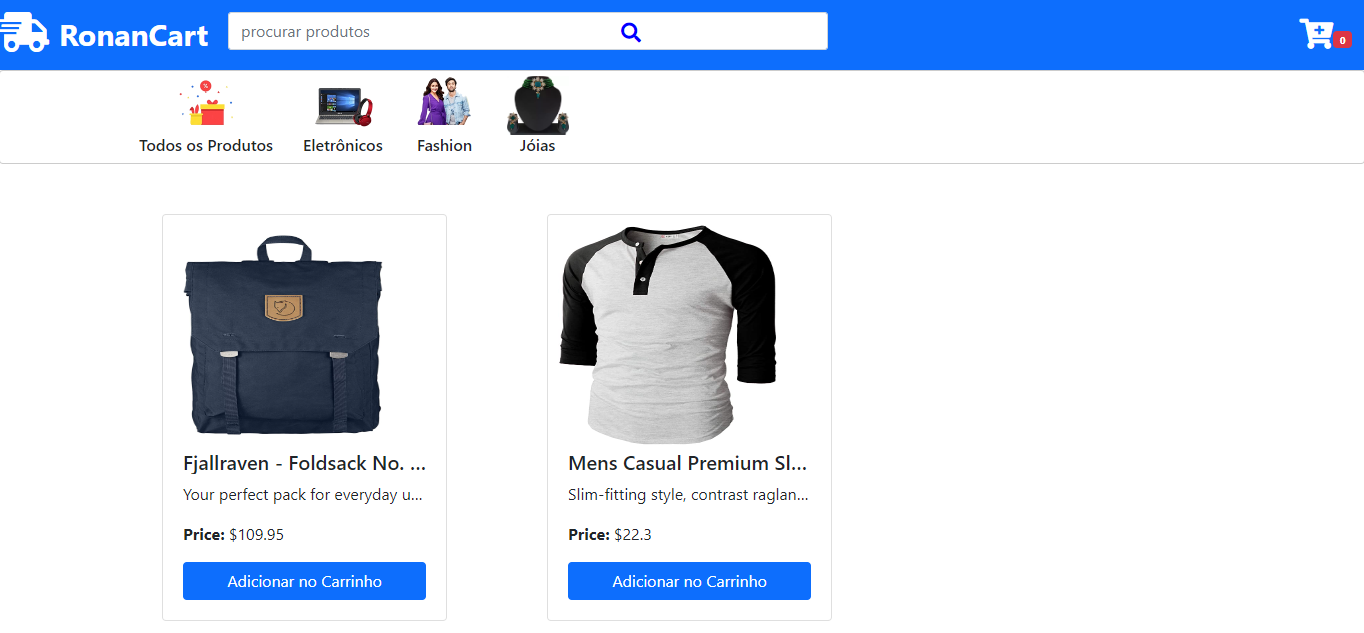 RonanCart
procurar produtos
0
%
Todos os Produtos
Eletrônicos
Fashion
Jóias
Fjallraven - Foldsack No. ...
Your perfect pack for everyday u...
Price: $109.95
Adicionar no Carrinho
Mens Casual Premium Sl...
Slim-fitting style, contrast raglan...
Price: $22.3
Adicionar no Carrinho